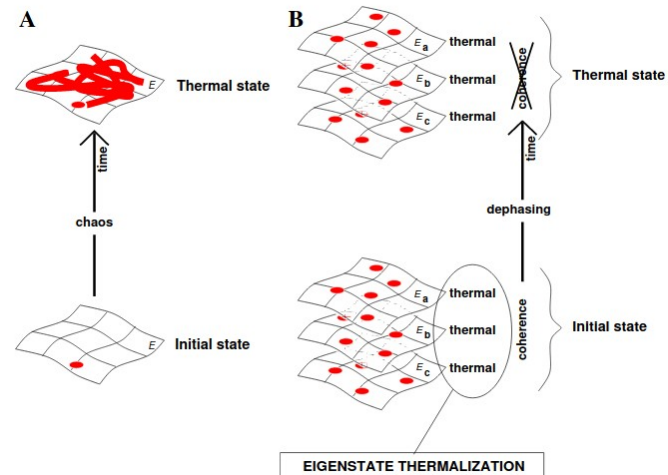 A
E
Thermal state
time
chaos
E
Initial state
B
Ea thermal
Eb thermal
Ec thermal
coherence
Thermal state
time
dephasing
Ea thermal
Eb thermal
Ec thermal
coherence
Initial state
EIGENSTATE THERMALIZATION